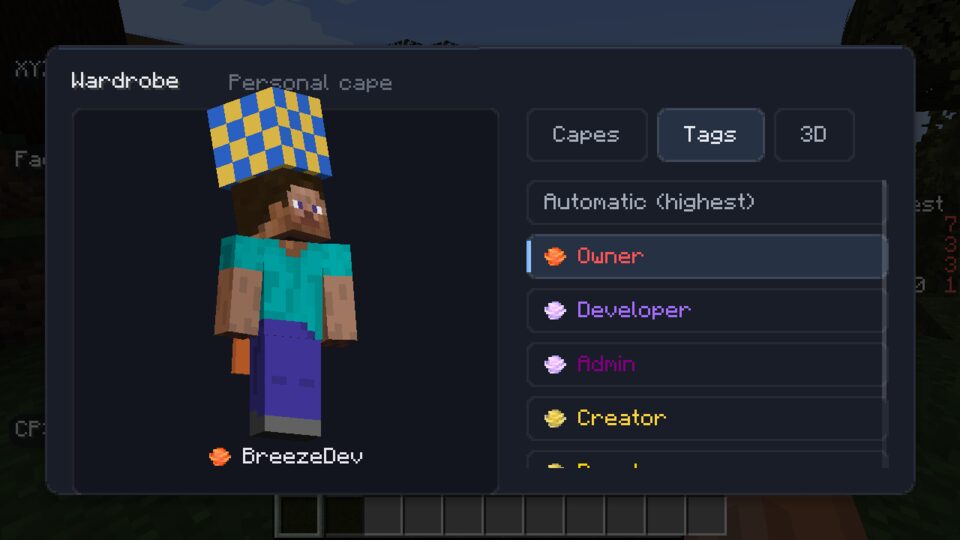 Wardrobe
Personal cape
Capes
Tags
3D
Automatic (highest)
Owner
Developer
Admin
Creator
BreezeDev